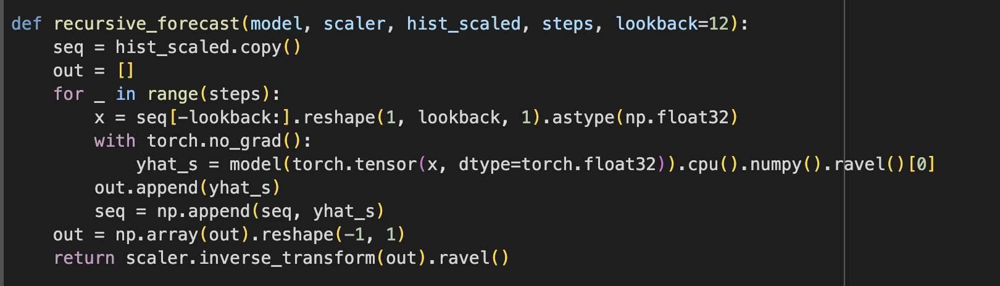 def recursive_forecast(model, scaler, hist_scaled, steps, lookback=12):
    seq = hist_scaled.copy()
    out = []
    for _ in range(steps):
        x = seq[-lookback:].reshape(1, lookback, 1).astype(np.float32)
        with torch.no_grad():
            yhat_s = model(torch.tensor(x, dtype=torch.float32)).cpu().numpy().ravel()[0]
        out.append(yhat_s)
        seq = np.append(seq, yhat_s)
    out = np.array(out).reshape(-1, 1)
    return scaler.inverse_transform(out).ravel()